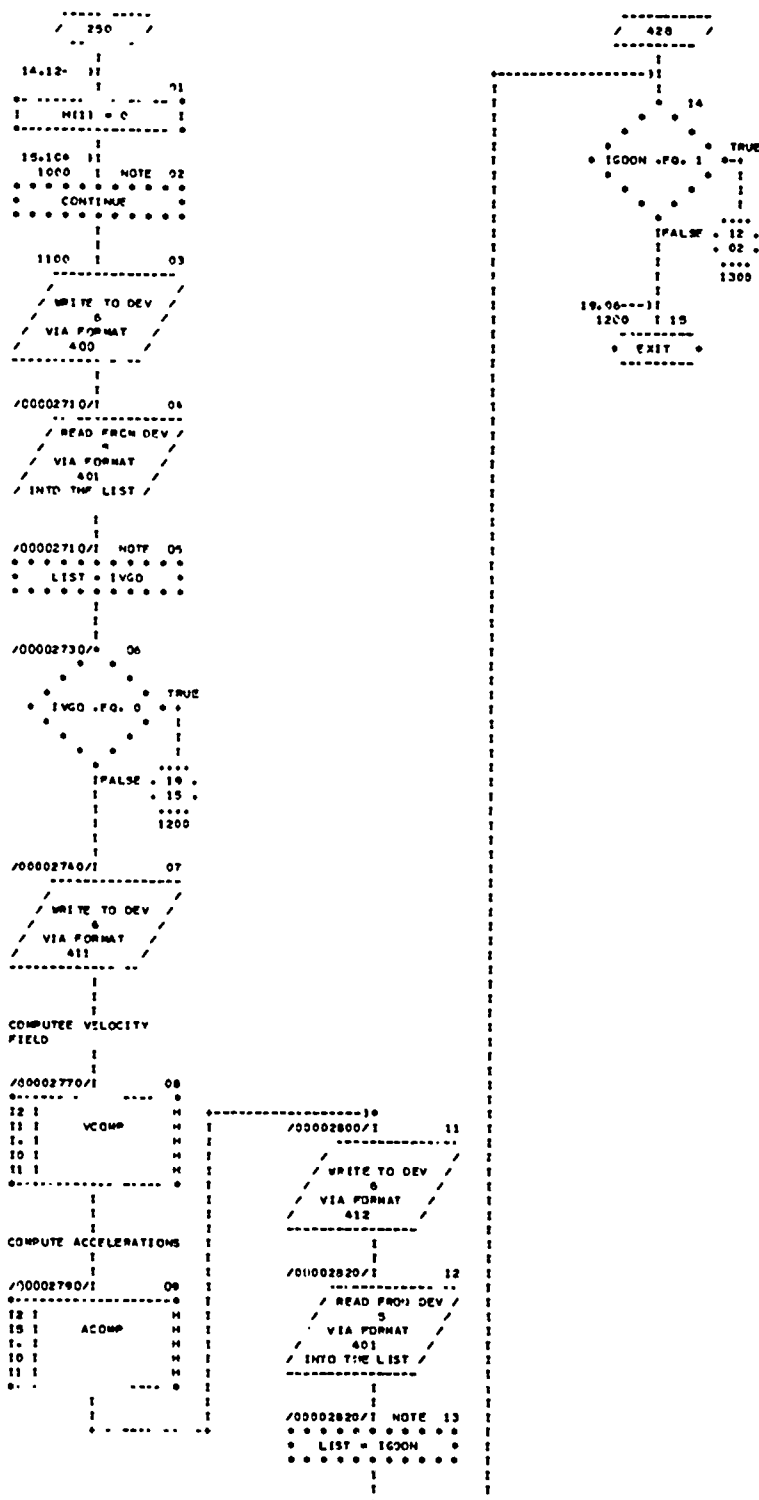 250
14.12-
01
1000 NOTE 02
CONTINUE
1100 03
WRITE TO DEV
6
VIA FORMAT
400
/00002710/I 04
READ FROM DEV
VIA FORMAT
401
INTO THE LIST
/00002710/I NOTE 05
LIST = IVGO
/00002730/* 06
IVGO .EQ. 0
TRUE
FALSE
19
15
1200
/00002740/I 07
WRITE TO DEV
6
VIA FORMAT
411
COMPUTEE VELOCITY
FIELD
/00002770/I 08
VCOMP
COMPUTE ACCELERATIONS
/00002790/I 09
ACOMP
/00002800/I 11
WRITE TO DEV
6
VIA FORMAT
412
/00002820/I 12
READ FROM DEV
5
VIA FORMAT
401
INTO THE LIST
/00002820/I NOTE 13
LIST = IGOON
428
14
IGOON .EQ. 1
TRUE
FALSE
12
02
1300
19.06---
1200 I 15
EXIT